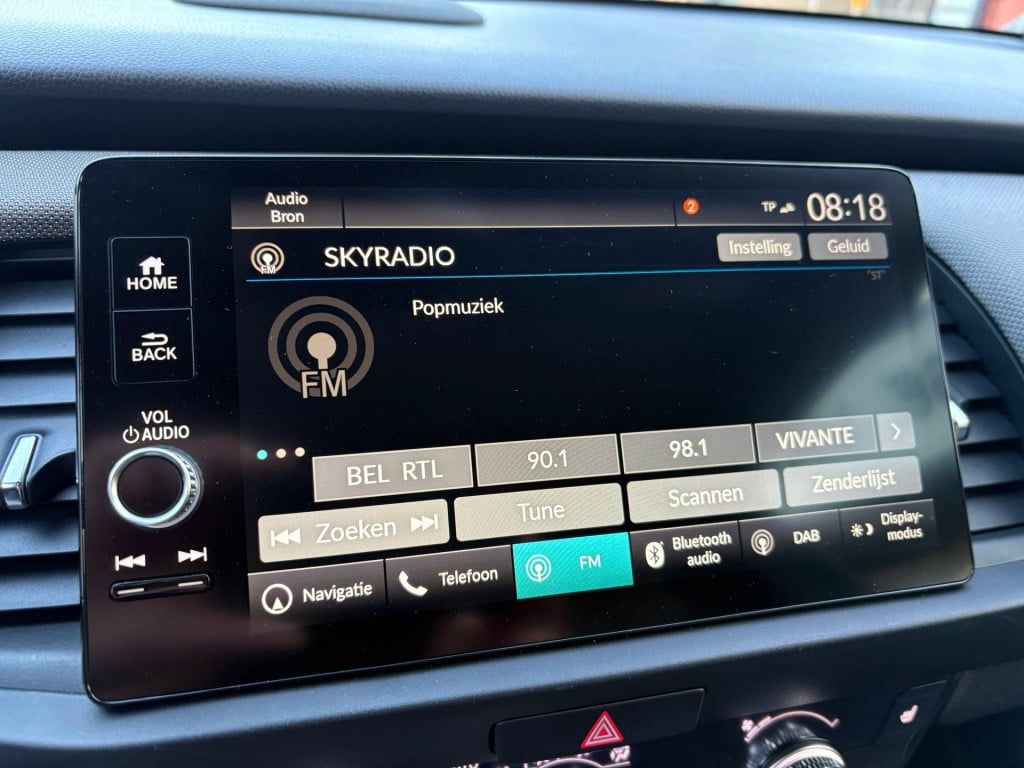 Audio
Bron
2
TP
08:18
FM
SKYRADIO
Instelling
Geluid
ST
Popmuziek
FM
HOME
BACK
VOL
AUDIO
BEL RTL
90.1
98.1
VIVANTE
Zoeken
Tune
Scannen
Zenderlijst
Navigatie
Telefoon
FM
Bluetooth
audio
DAB
Display-
modus